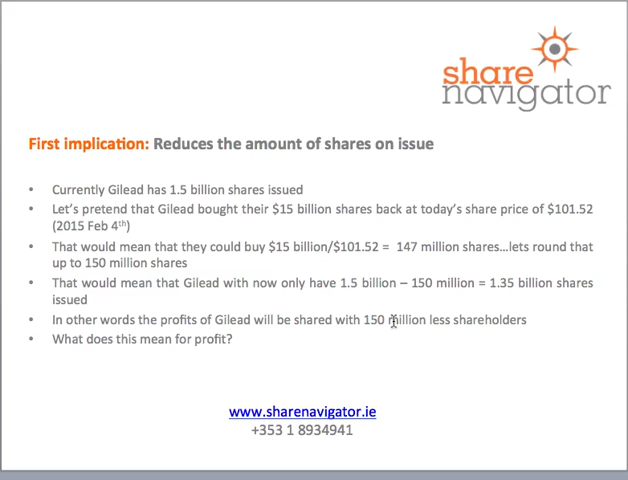 share
navigator
First implication: Reduces the amount of shares on issue
• Currently Gilead has 1.5 billion shares issued
• Let's pretend that Gilead bought their $15 billion shares back at today's share price of $101.52
(2015 Feb 4th)
• That would mean that they could buy $15 billion/$101.52 = 147 million shares...lets round that
up to 150 million shares
• That would mean that Gilead with now only have 1.5 billion – 150 million = 1.35 billion shares
issued
• In other words the profits of Gilead will be shared with 150 million less shareholders
• What does this mean for profit?
www.sharenavigator.ie
+353 1 8934941